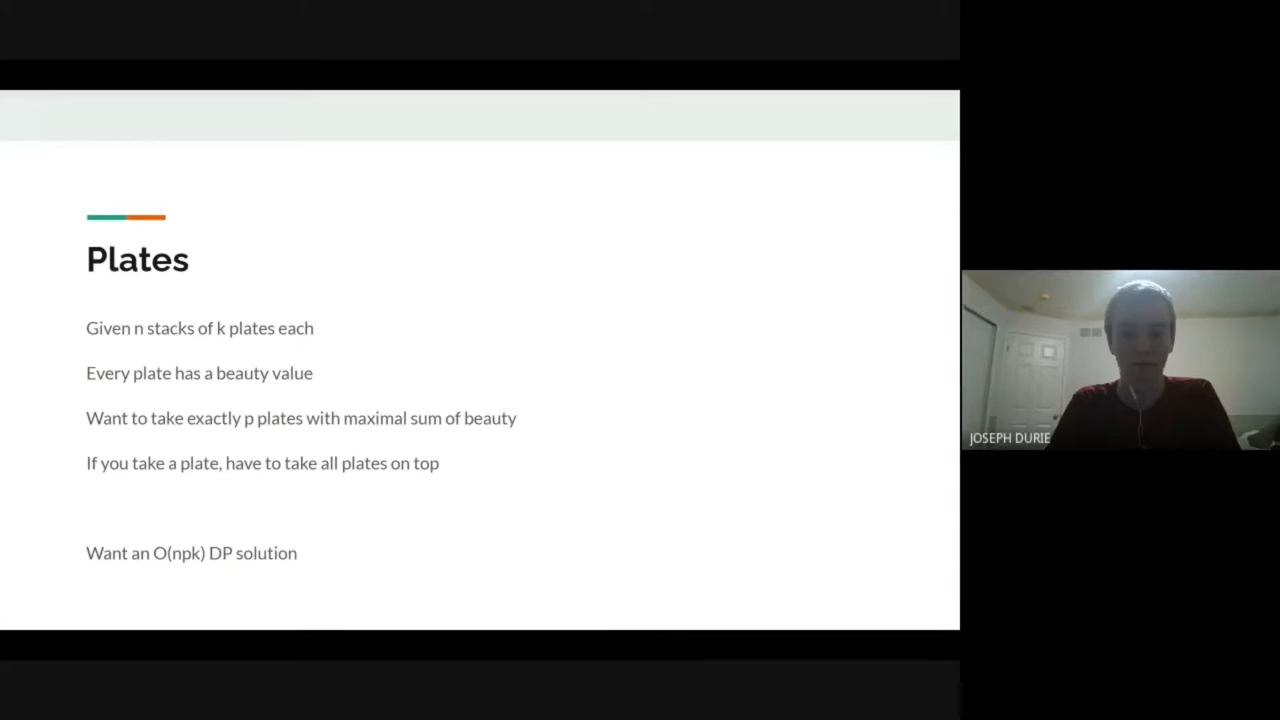 Plates
Given n stacks of k plates each
Every plate has a beauty value
Want to take exactly p plates with maximal sum of beauty
If you take a plate, have to take all plates on top
Want an O(npk) DP solution
JOSEPH DURIE